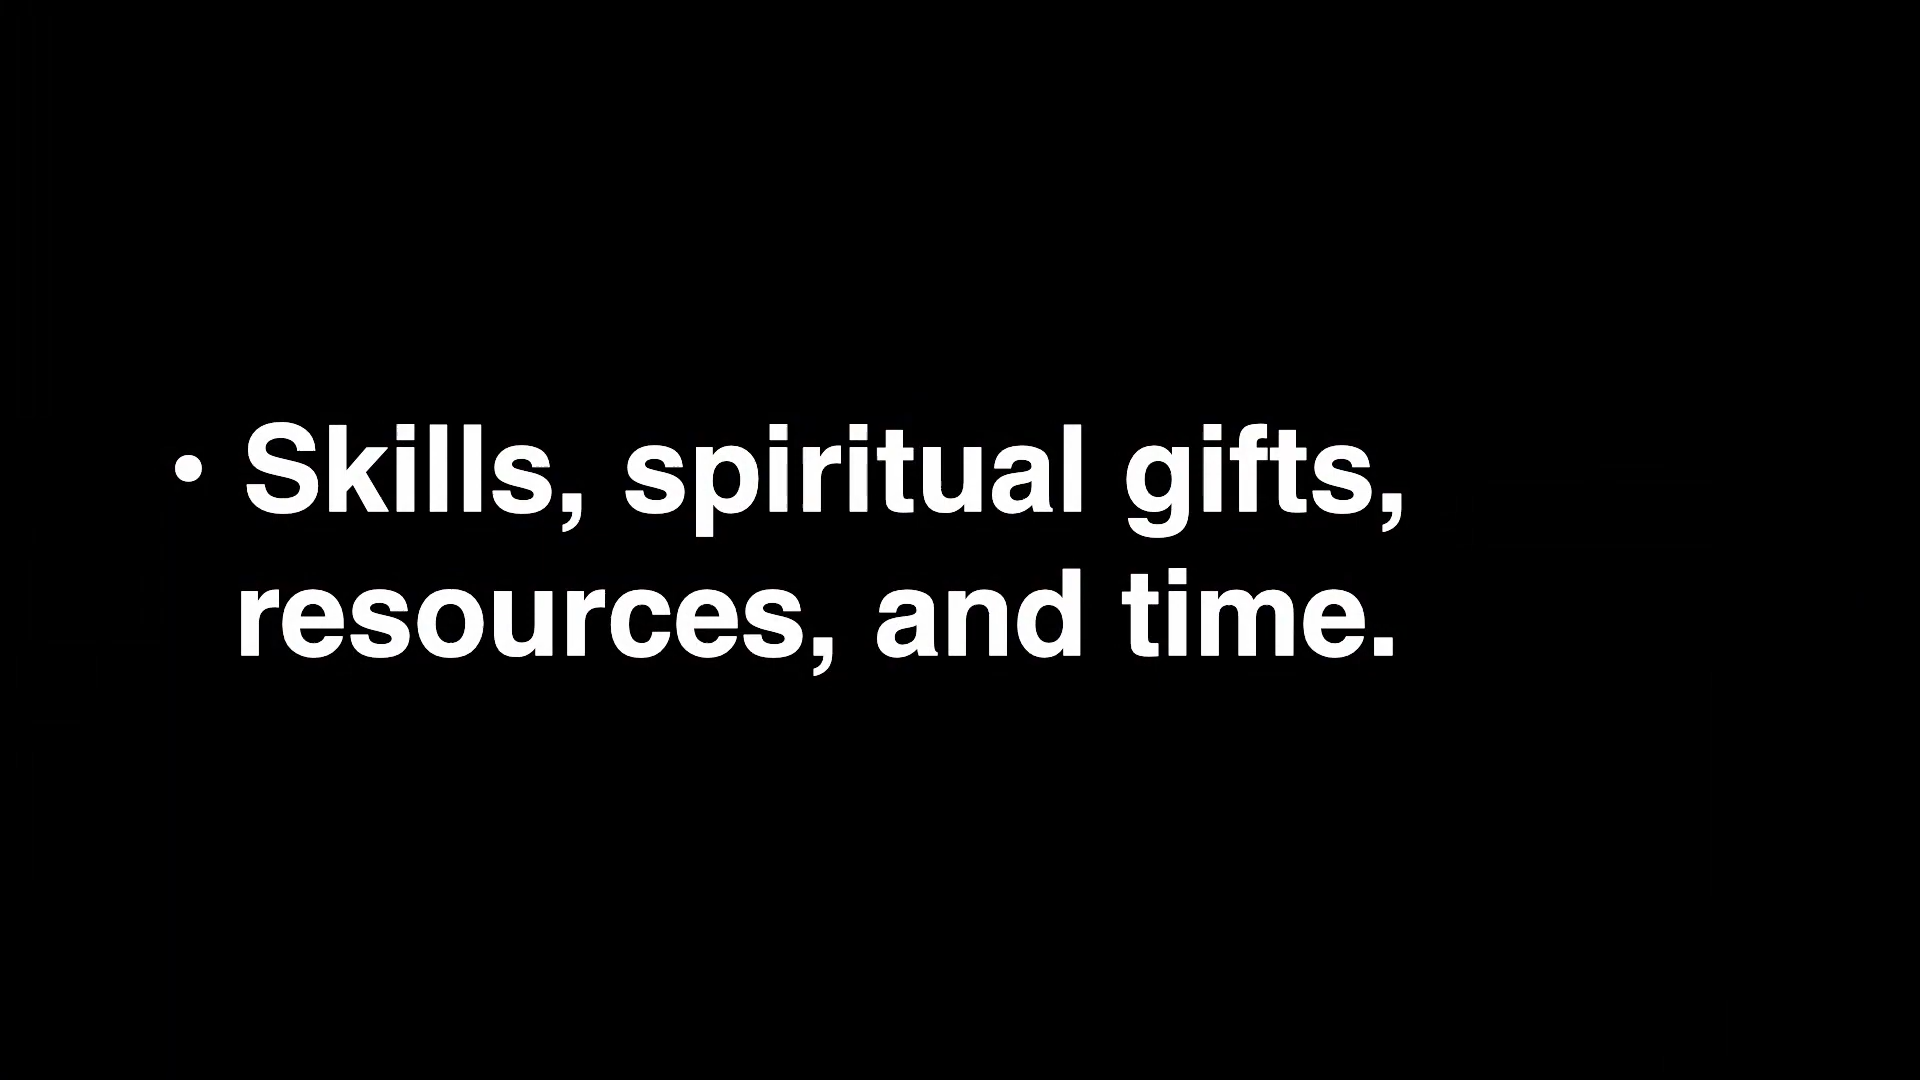 • Skills, spiritual gifts,
resources, and time.